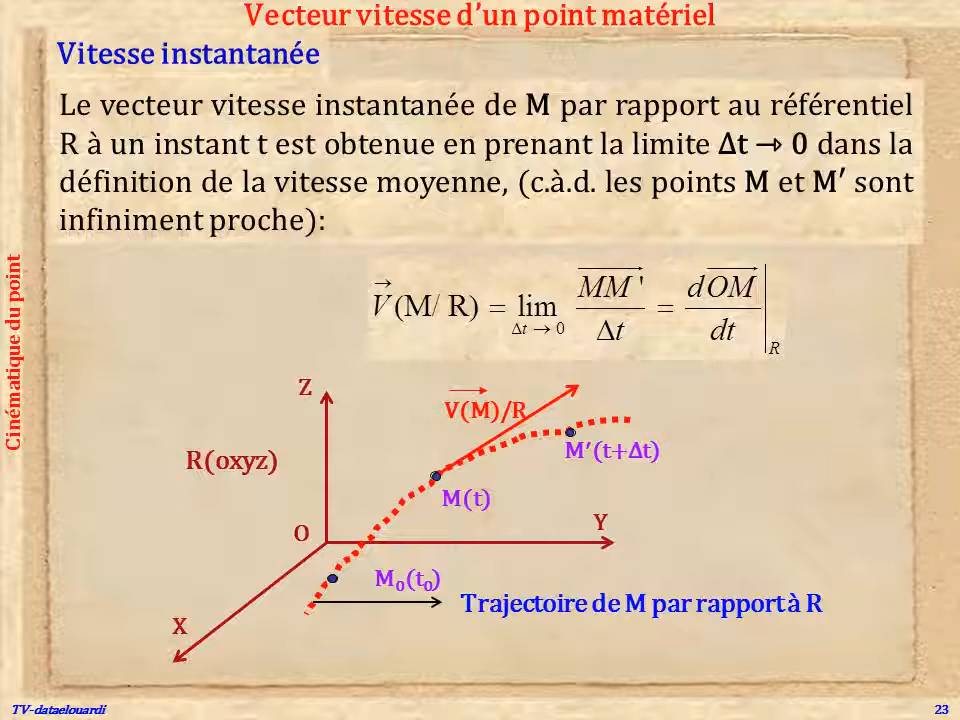 Vecteur vitesse d’un point matériel
Vitesse instantanée
Le vecteur vitesse instantanée de M par rapport au référentiel
R à un instant t est obtenue en prenant la limite Δt → 0 dans la
définition de la vitesse moyenne, (c.à.d. les points M et M′ sont
infiniment proche):
V⃗(M/ R) = lim Δt → 0 MM' / Δt = dOM / dt |R
Cinématique du point
Z
V(M)/R
M′(t+Δt)
R(oxyz)
M(t)
Y
O
M₀(t₀)
Trajectoire de M par rapport à R
X
TV-dataelouardi
23